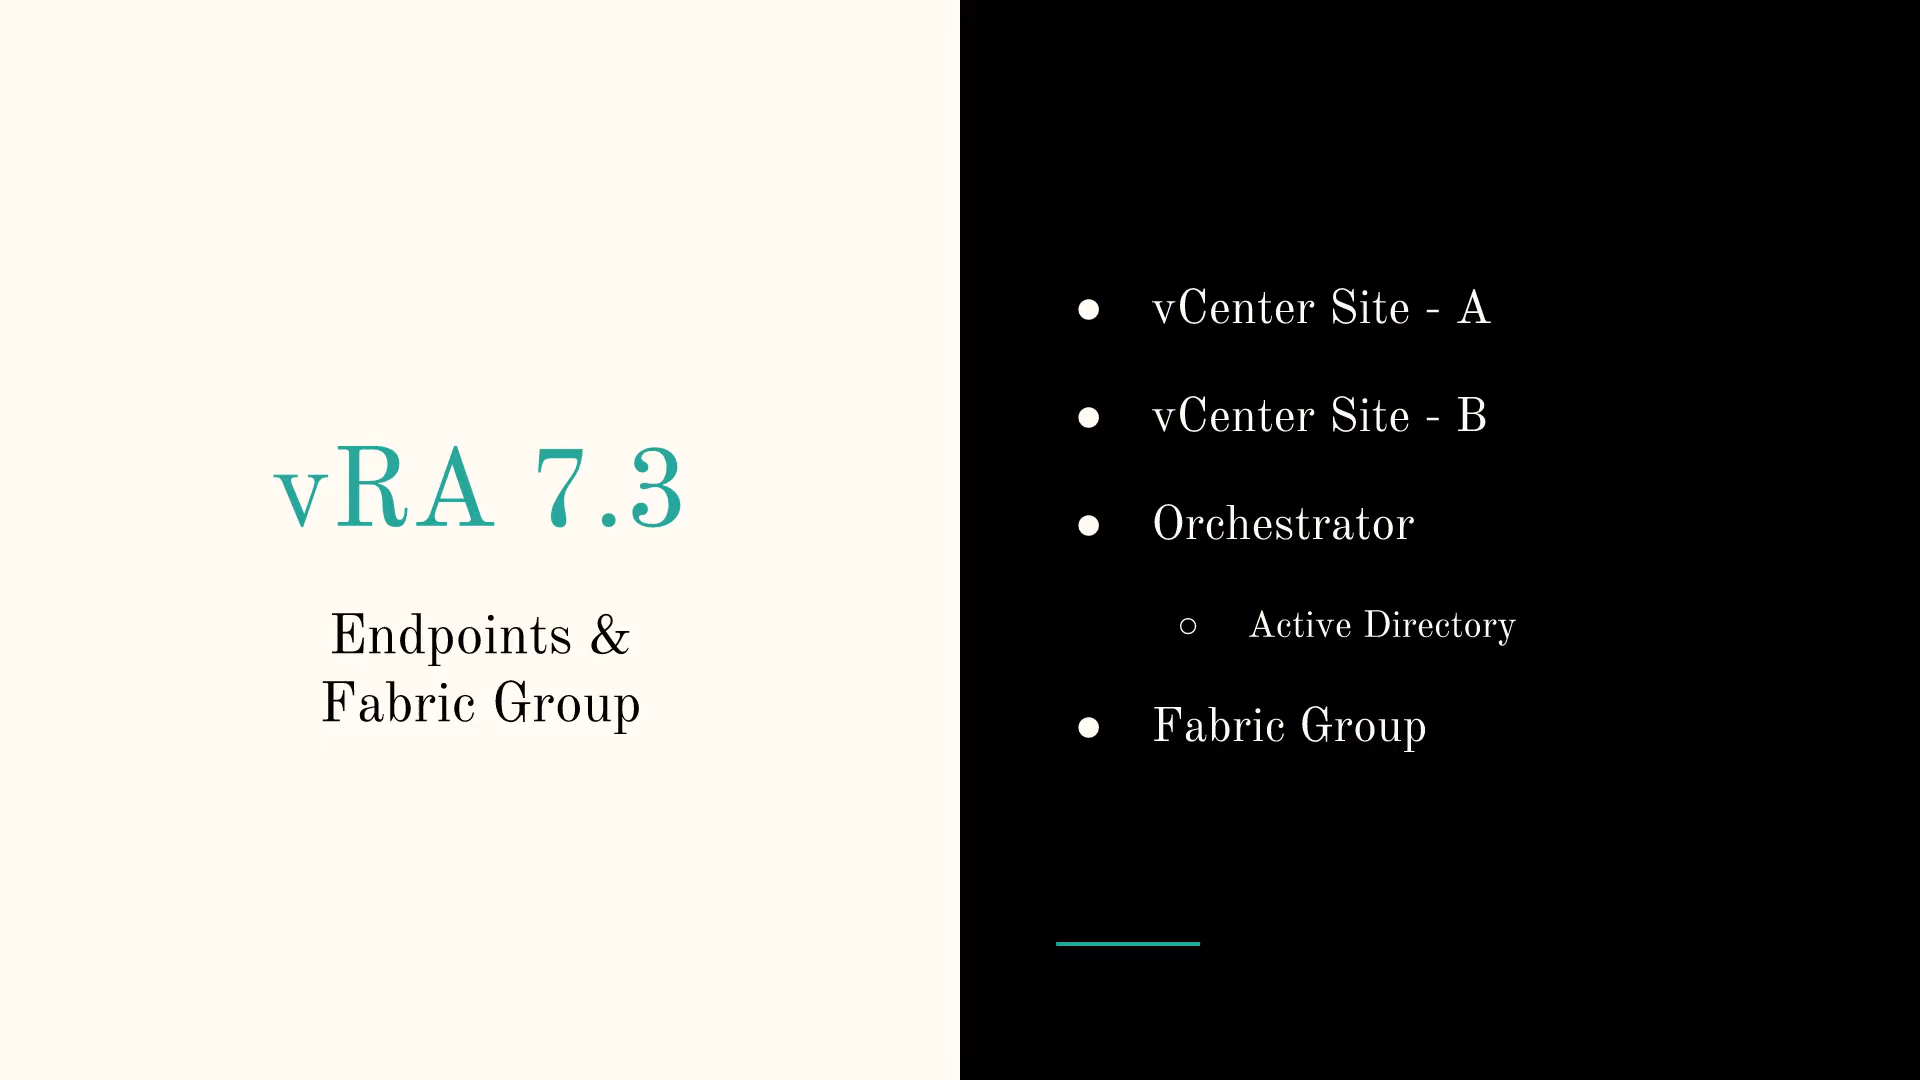 vRA 7.3
Endpoints &
Fabric Group
● vCenter Site - A
● vCenter Site - B
● Orchestrator
○ Active Directory
● Fabric Group